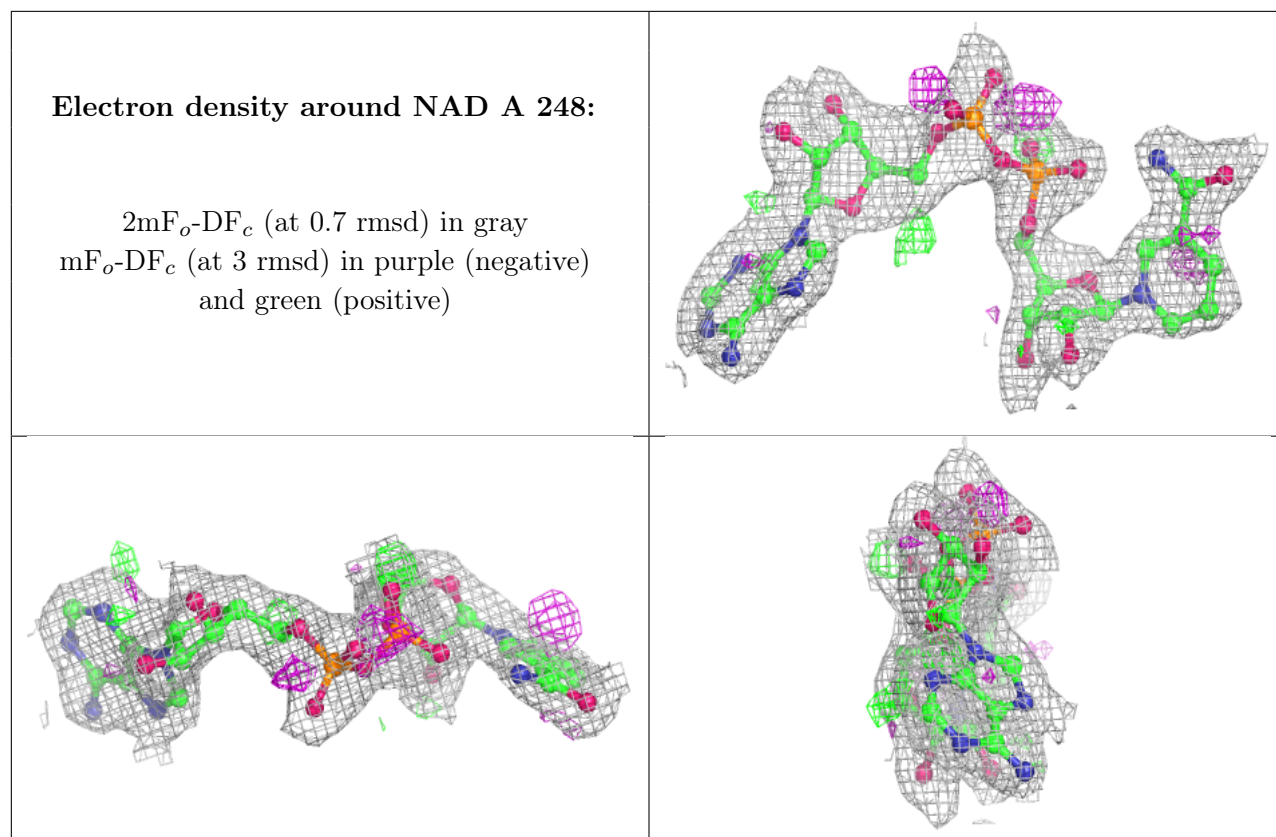 Electron density around NAD A 248:
2mFo-DFc (at 0.7 rmsd) in gray
mFo-DFc (at 3 rmsd) in purple (negative)
and green (positive)